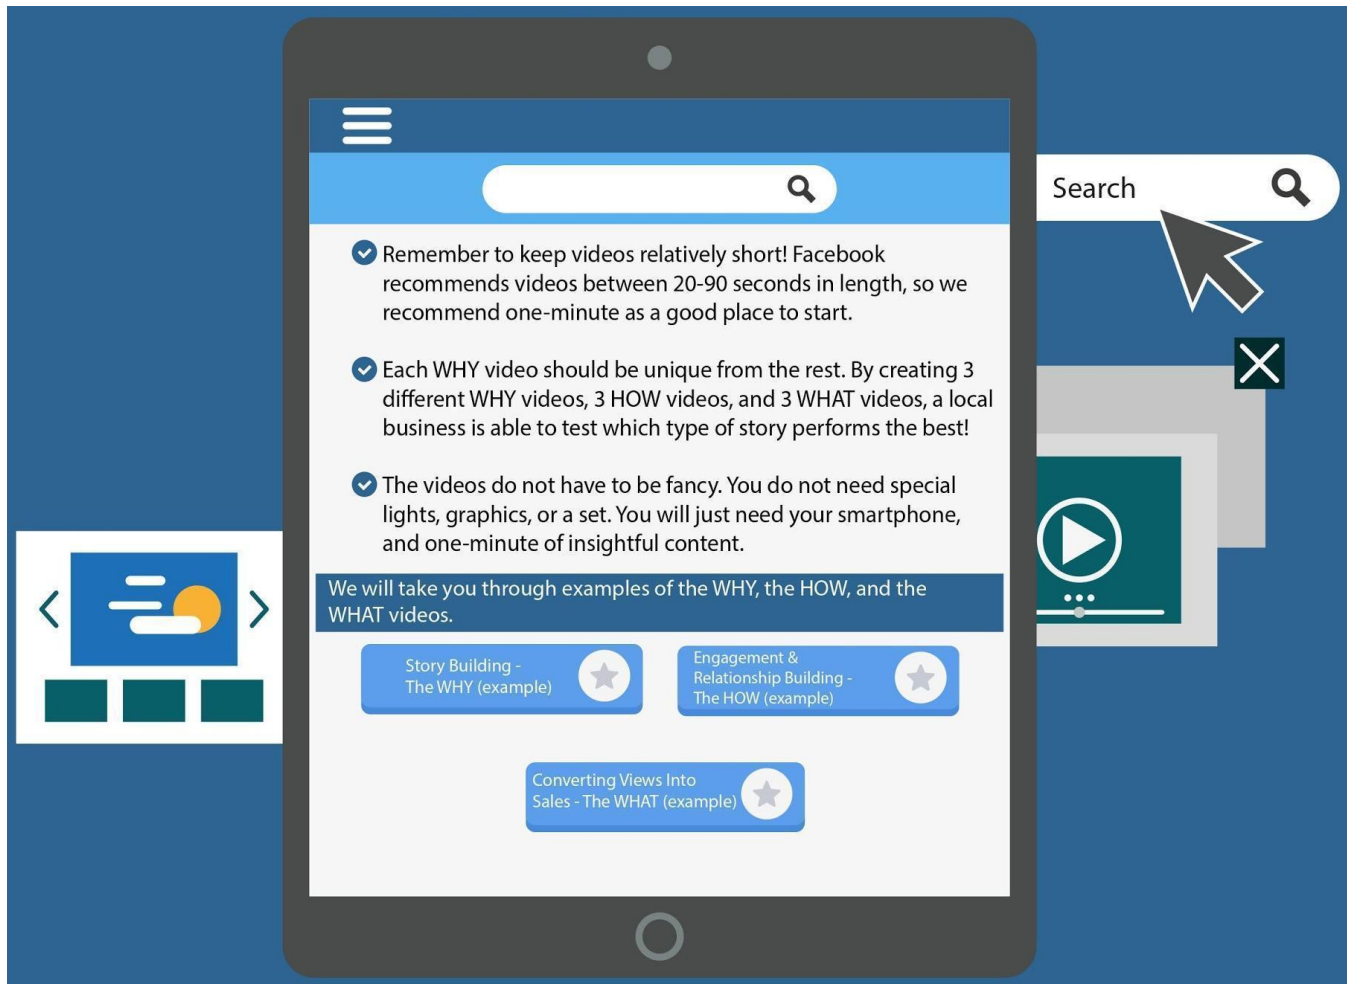 Search
Remember to keep videos relatively short! Facebook
recommends videos between 20-90 seconds in length, so we
recommend one-minute as a good place to start.
Each WHY video should be unique from the rest. By creating 3
different WHY videos, 3 HOW videos, and 3 WHAT videos, a local
business is able to test which type of story performs the best!
The videos do not have to be fancy. You do not need special
lights, graphics, or a set. You will just need your smartphone,
and one-minute of insightful content.
We will take you through examples of the WHY, the HOW, and the
WHAT videos.
Story Building -
The WHY (example)
Engagement &
Relationship Building -
The HOW (example)
Converting Views Into
Sales - The WHAT (example)